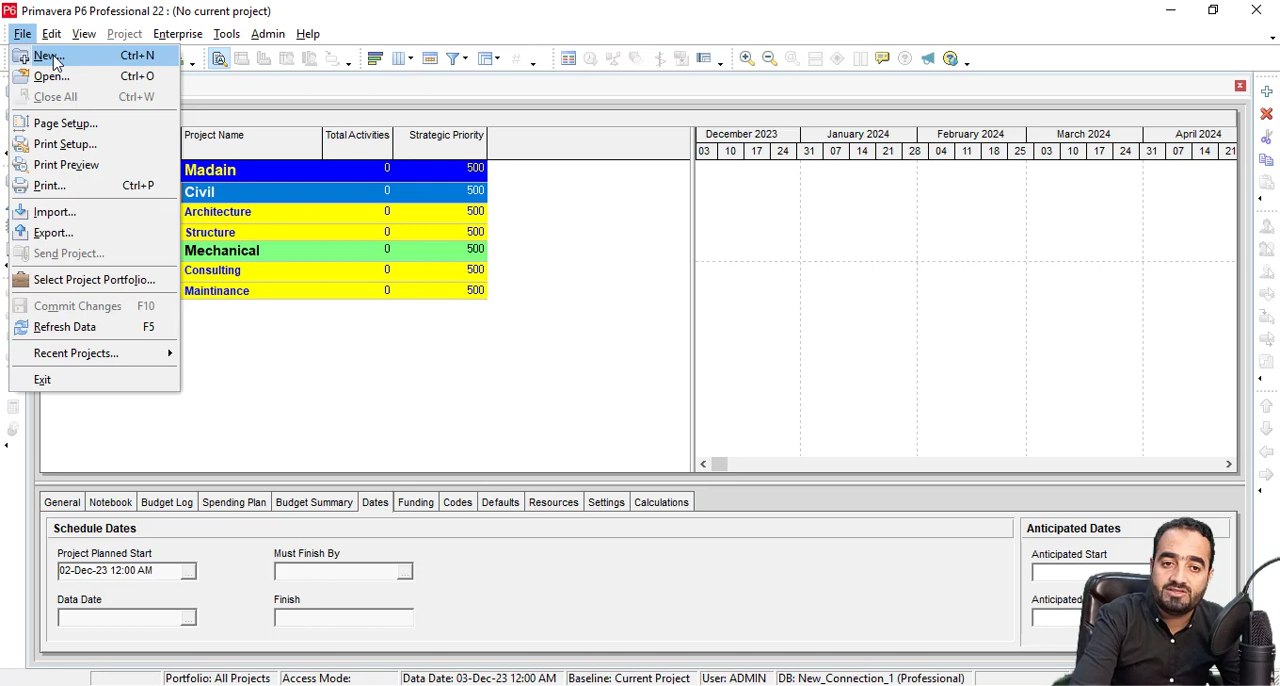 Primavera P6 Professional 22 : (No current project)
File Edit View Project Enterprise Tools Admin Help
New... Ctrl+N
Open... Ctrl+O
Close All Ctrl+W
Page Setup...
Print Setup...
Print Preview
Print... Ctrl+P
Import...
Export...
Send Project...
Select Project Portfolio...
Commit Changes F10
Refresh Data F5
Recent Projects...
Exit
Project Name Total Activities Strategic Priority
Madain 0 500
Civil 0 500
Architecture 0 500
Structure 0 500
Mechanical 0 500
Consulting 0 500
Maintinance 0 500
December 2023 January 2024 February 2024 March 2024 April 2024
03 10 17 24 31 07 14 21 28 04 11 18 25 03 10 17 24 31 07 14 21
General Notebook Budget Log Spending Plan Budget Summary Dates Funding Codes Defaults Resources Settings Calculations
Schedule Dates
Project Planned Start Must Finish By
02-Dec-23 12:00 AM
Data Date Finish
Anticipated Dates
Anticipated Start
Anticipated
Portfolio: All Projects Access Mode: Data Date: 03-Dec-23 12:00 AM Baseline: Current Project User: ADMIN DB: New_Connection_1 (Professional)